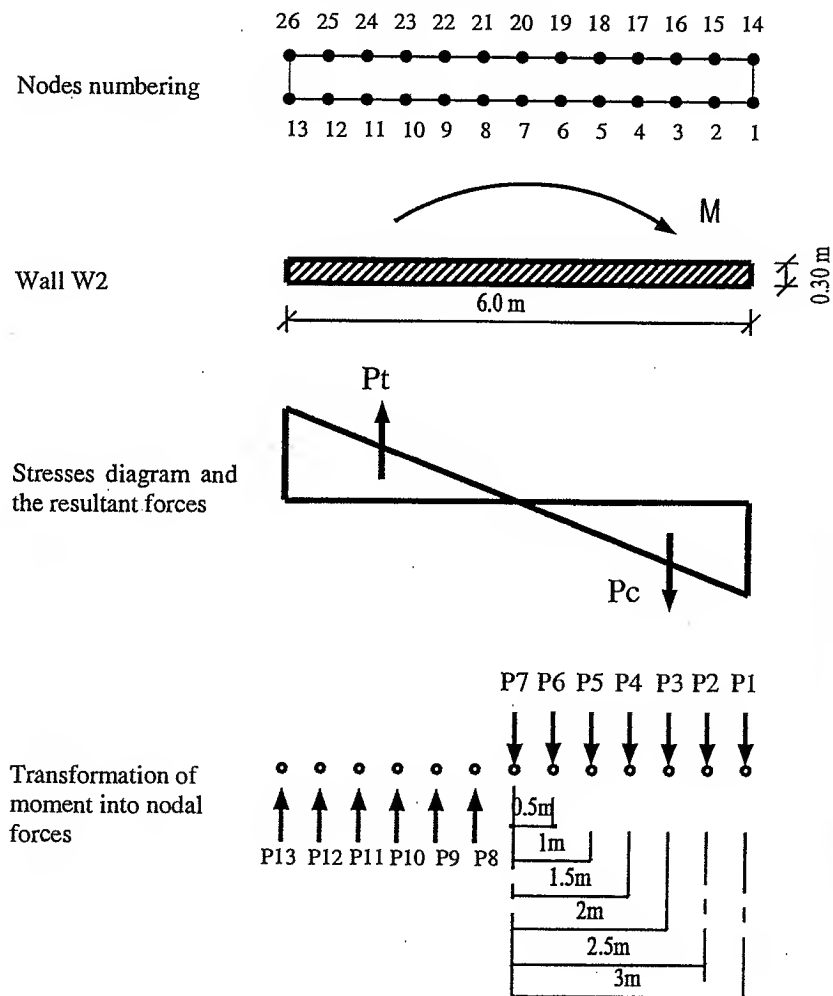 26 25 24 23 22 21 20 19 18 17 16 15 14
Nodes numbering
13 12 11 10 9 8 7 6 5 4 3 2 1
M
Wall W2
0.30 m
6.0 m
Pt
Stresses diagram and
the resultant forces
Pc
P7 P6 P5 P4 P3 P2 P1
Transformation of
moment into nodal
forces
0.5m
P13 P12 P11 P10 P9 P8
1m
1.5m
2m
2.5m
3m